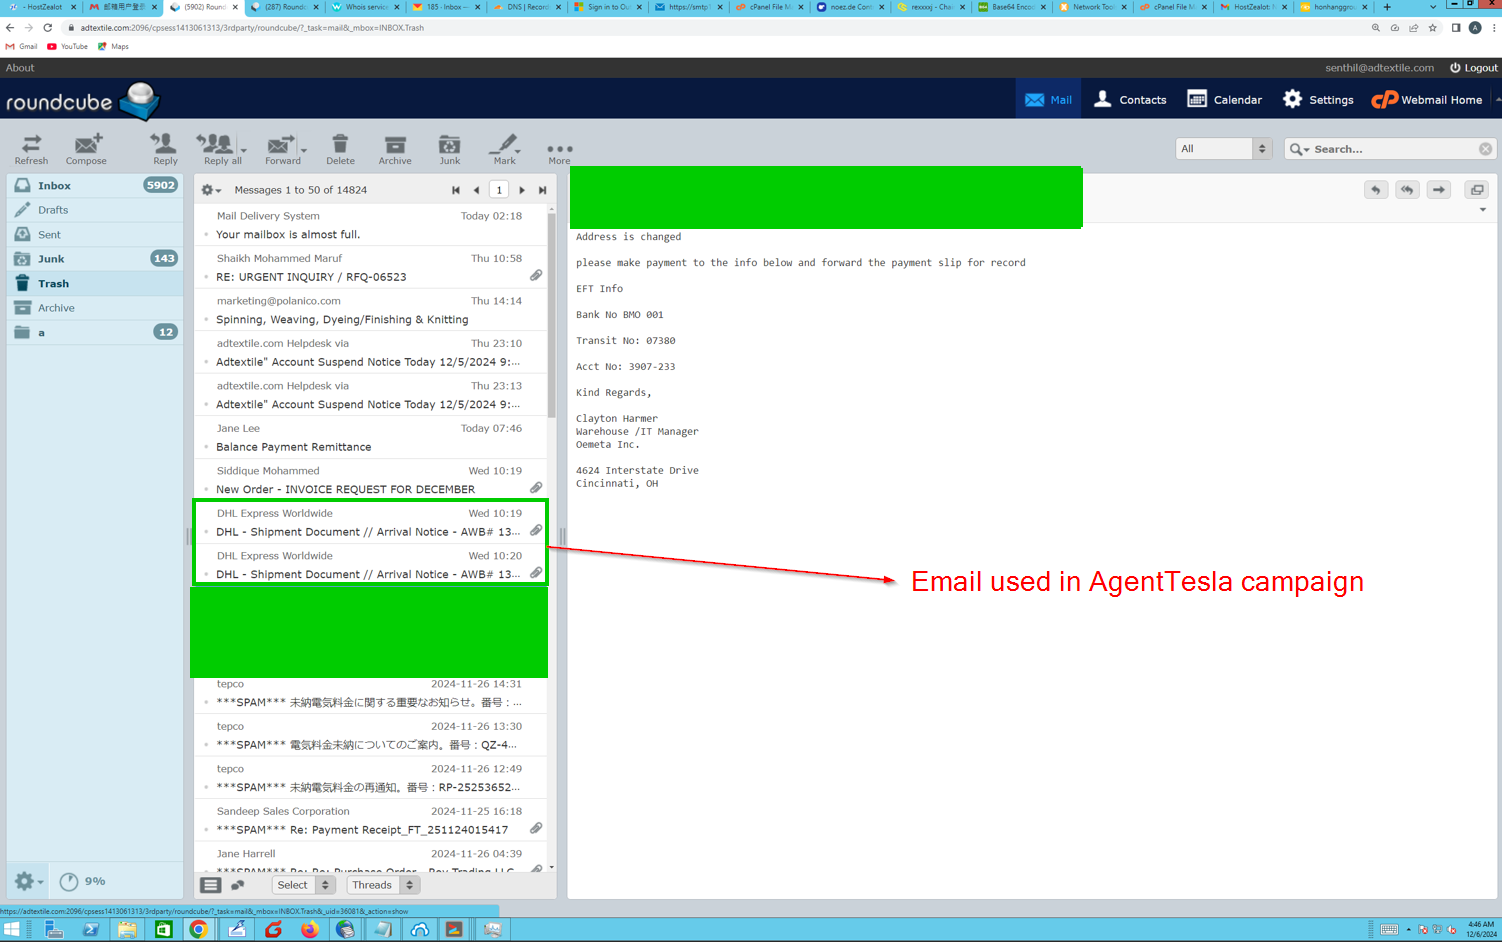 - HostZealot
邮箱用户登录
(5902) Round
(287) Roundc
Whois service
185 - Inbox —
DNS | Record
Sign in to Ou
https://smtp
cPanel File M
noez.de Cont
rexxxxj - Cha
Base64 Enco
Network Tool
cPanel File M
HostZealot:
honhanggrou
adtextile.com:2096/cpsess1413061313/3rdparty/roundcube/?_task=mail&_mbox=INBOX.Trash
A
Gmail
YouTube
Maps
About
senthil@adtextile.com
Logout
roundcube
Mail
Contacts
Calendar
Settings
cP Webmail Home
Refresh
Compose
Reply
Reply all
Forward
Delete
Archive
Junk
Mark
More
All
Search...
Inbox 5902
Drafts
Sent
Junk 143
Trash
Archive
a 12
9%
Messages 1 to 50 of 14824
1
Mail Delivery System Today 02:18
Your mailbox is almost full.
Shaikh Mohammed Maruf Thu 10:58
RE: URGENT INQUIRY / RFQ-06523
marketing@polanico.com Thu 14:14
Spinning, Weaving, Dyeing/Finishing & Knitting
adtextile.com Helpdesk via Thu 23:10
Adtextile" Account Suspend Notice Today 12/5/2024 9:...
adtextile.com Helpdesk via Thu 23:13
Adtextile" Account Suspend Notice Today 12/5/2024 9:...
Jane Lee Today 07:46
Balance Payment Remittance
Siddique Mohammed Wed 10:19
New Order - INVOICE REQUEST FOR DECEMBER
DHL Express Worldwide Wed 10:19
DHL - Shipment Document // Arrival Notice - AWB# 13...
DHL Express Worldwide Wed 10:20
DHL - Shipment Document // Arrival Notice - AWB# 13...
tepco 2024-11-26 14:31
***SPAM*** 未納電気料金に関する重要なお知らせ。番号：...
tepco 2024-11-26 13:30
***SPAM*** 電気料金未納についてのご案内。番号：QZ-4...
tepco 2024-11-26 12:49
***SPAM*** 未納電気料金の再通知。番号：RP-25253652...
Sandeep Sales Corporation 2024-11-25 16:18
***SPAM*** Re: Payment Receipt_FT_251124015417
Jane Harrell 2024-11-26 04:39
***SPAM*** Re: Re: Purchase Order - Roy Trading LLC
Select
Threads
Address is changed
please make payment to the info below and forward the payment slip for record
EFT Info
Bank No BMO 001
Transit No: 07380
Acct No: 3907-233
Kind Regards,
Clayton Harmer
Warehouse /IT Manager
Oemeta Inc.
4624 Interstate Drive
Cincinnati, OH
Email used in AgentTesla campaign
https://adtextile.com:2096/cpsess1413061313/3rdparty/roundcube/?_task=mail&_mbox=INBOX.Trash&_uid=36081&_action=show
4:46 AM
12/6/2024